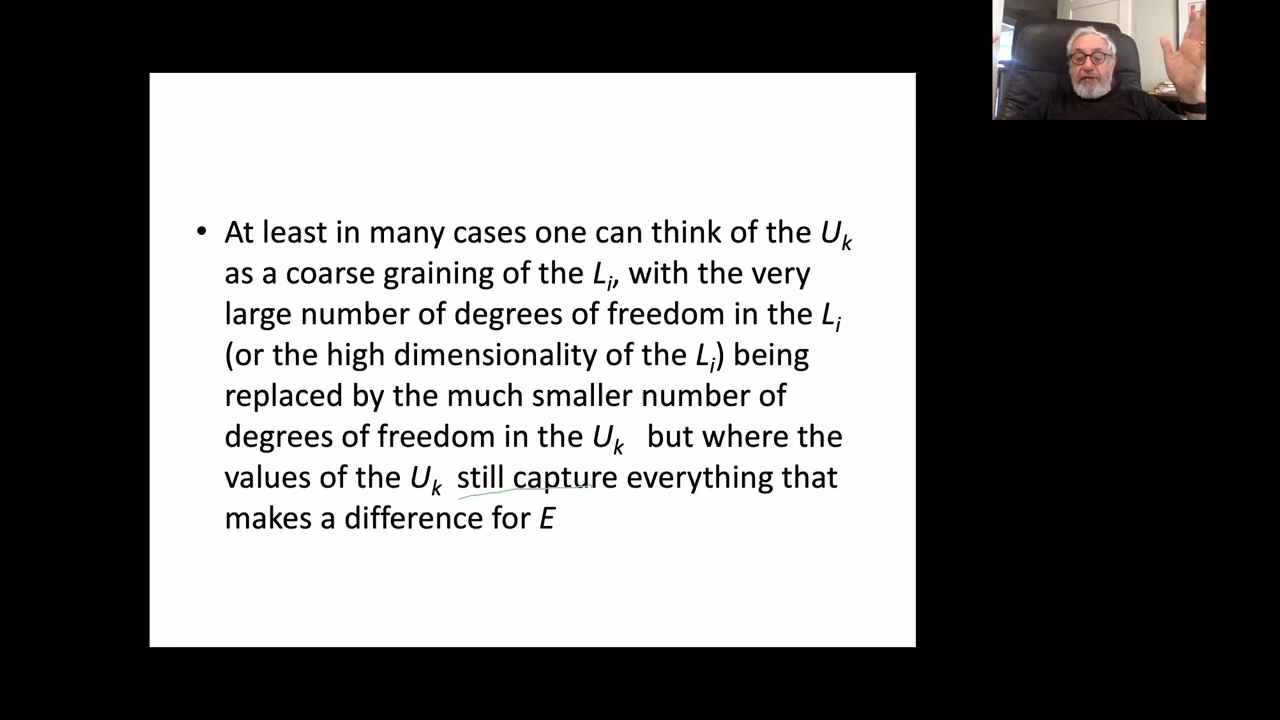 • At least in many cases one can think of the Uk
as a coarse graining of the Li, with the very
large number of degrees of freedom in the Li
(or the high dimensionality of the Li) being
replaced by the much smaller number of
degrees of freedom in the Uk but where the
values of the Uk still capture everything that
makes a difference for E